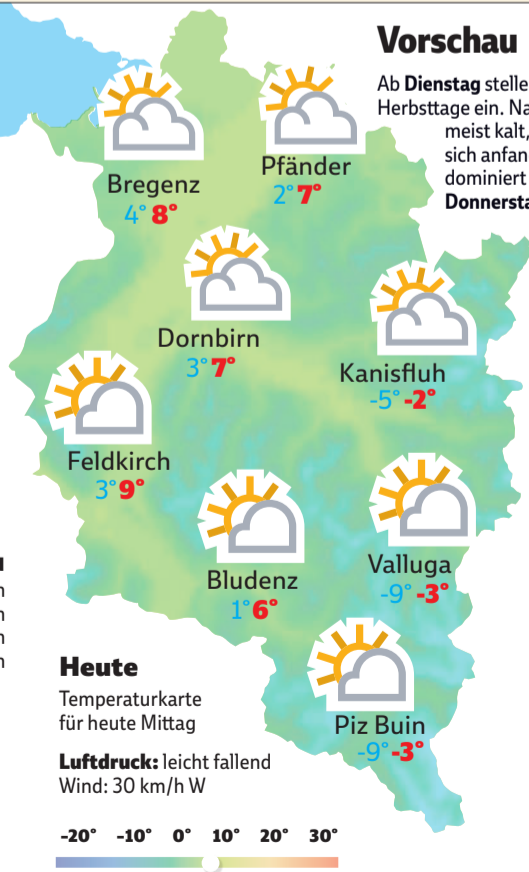 Vorschau
Ab Dienstag stelle
Herbsttage ein. Na
meist kalt,
sich anfan
dominiert
Donnersta
Bregenz
4° 8°
Pfänder
2° 7°
Dornbirn
3° 7°
Kanisfluh
-5° -2°
Feldkirch
3° 9°
Bludenz
1° 6°
Valluga
-9° -3°
Piz Buin
-9° -3°
Heute
Temperaturkarte
für heute Mittag
Luftdruck: leicht fallend
Wind: 30 km/h W
-20° -10° 0° 10° 20° 30°